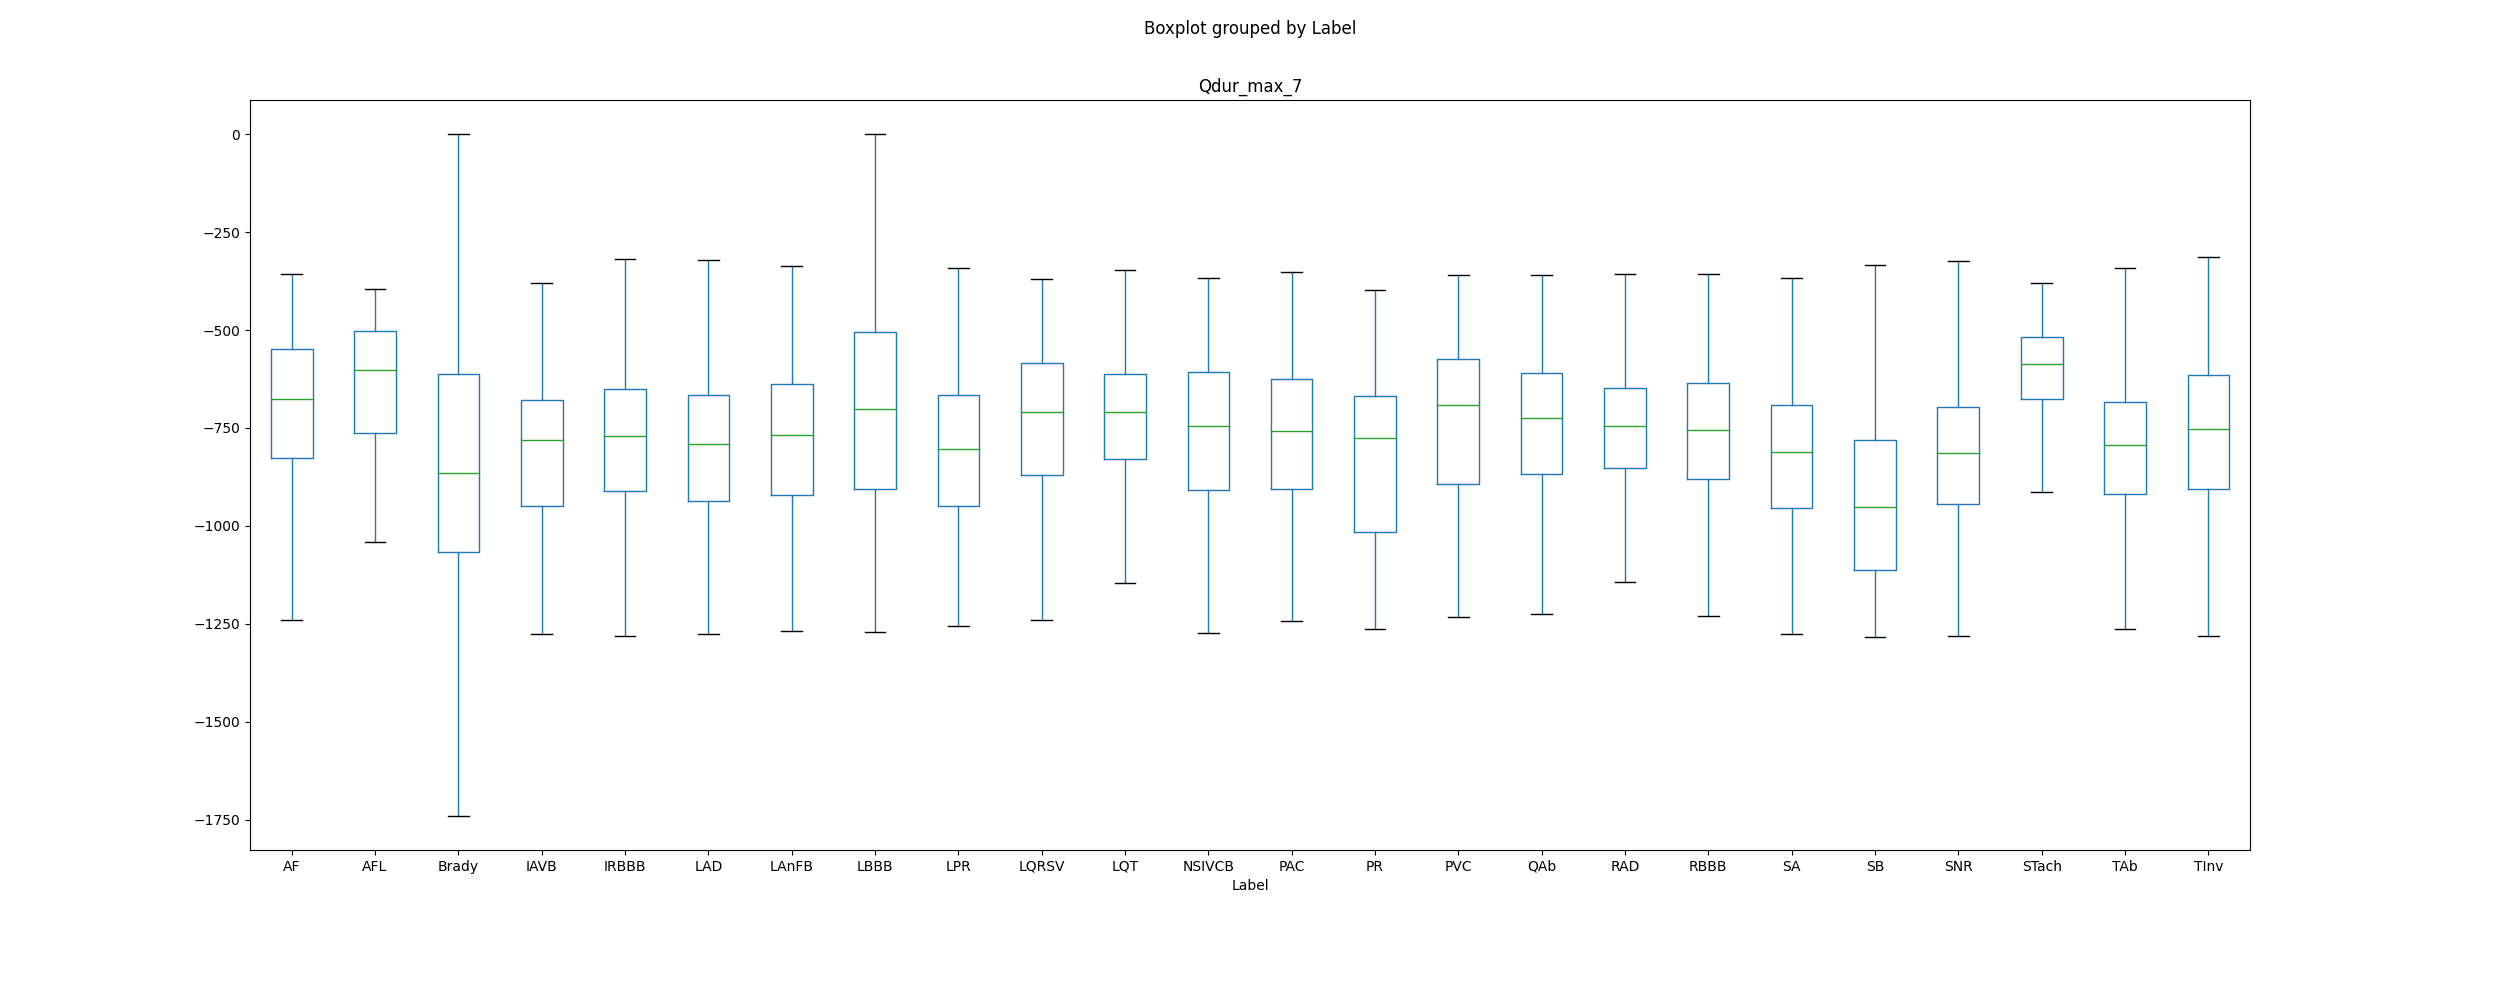 Boxplot grouped by Label
Qdur_max_7
0
−250
−500
−750
−1000
−1250
−1500
−1750
AF AFL Brady IAVB IRBBB LAD LAnFB LBBB LPR LQRSV LQT NSIVCB PAC PR PVC QAb RAD RBBB SA SB SNR STach TAb TInv
Label